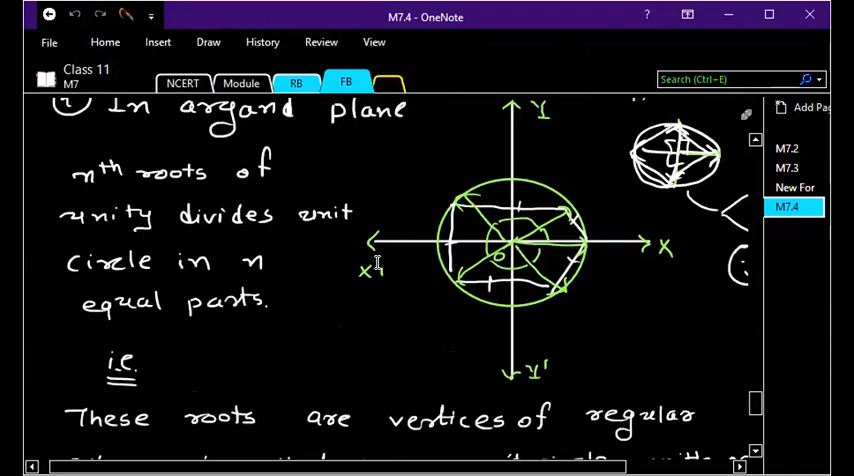 M7.4 - OneNote
File Home Insert Draw History Review View
Class 11
M7
NCERT Module RB FB
Search (Ctrl+E)
Add Pag
M7.2
M7.3
New For
M7.4
In argand plane
nth roots of
unity divides unit
circle in n
equal parts.
i.e.
These roots are vertices of regular
Y
X
X'
O
Y'